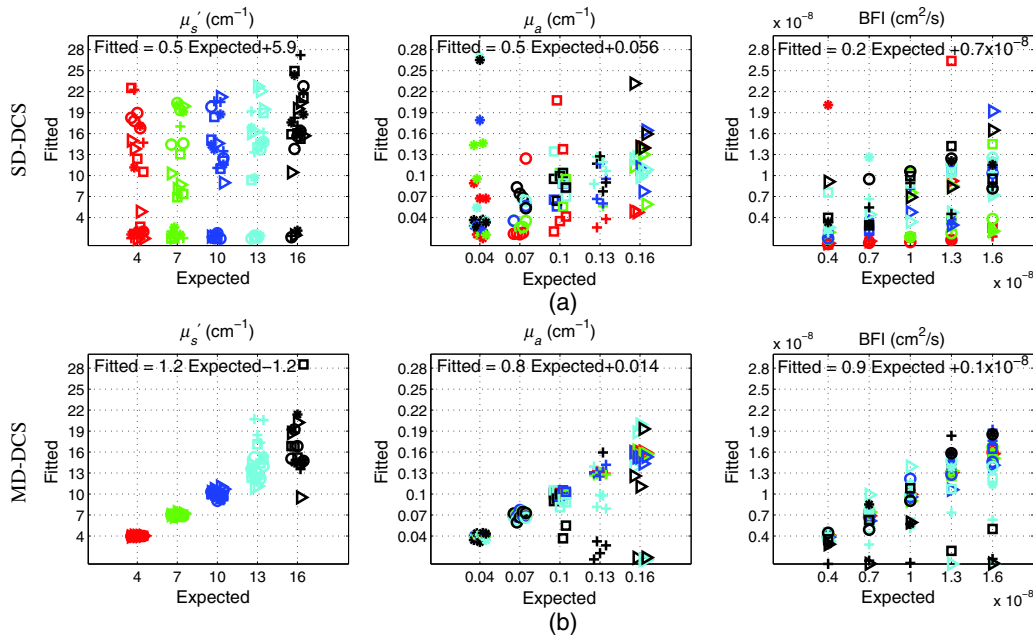 μs′ (cm−1)
μa (cm−1)
x 10−8
BFI (cm2/s)
SD-DCS
Fitted
28
25
22
19
16
13
10
7
4
Fitted = 0.5 Expected+5.9
4
7
10
13
16
Expected
Fitted
0.28
0.25
0.22
0.19
0.16
0.13
0.1
0.07
0.04
Fitted = 0.5 Expected+0.056
0.04
0.07
0.1
0.13
0.16
Expected
Fitted
2.8
2.5
2.2
1.9
1.6
1.3
1
0.7
0.4
Fitted = 0.2 Expected +0.7x10−8
0.4
0.7
1
1.3
1.6
Expected
x 10−8
(a)
μs′ (cm−1)
μa (cm−1)
x 10−8
BFI (cm2/s)
MD-DCS
Fitted
28
25
22
19
16
13
10
7
4
Fitted = 1.2 Expected−1.2
4
7
10
13
16
Expected
Fitted
0.28
0.25
0.22
0.19
0.16
0.13
0.1
0.07
0.04
Fitted = 0.8 Expected+0.014
0.04
0.07
0.1
0.13
0.16
Expected
Fitted
2.8
2.5
2.2
1.9
1.6
1.3
1
0.7
0.4
Fitted = 0.9 Expected+0.1x10−8
0.4
0.7
1
1.3
1.6
Expected
x 10−8
(b)